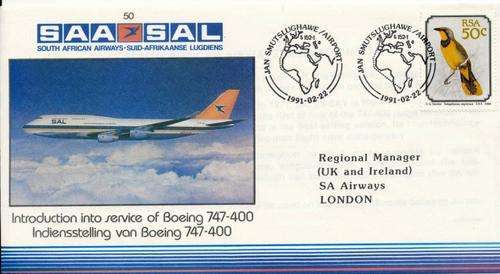 50
SAA SAL
SOUTH AFRICAN AIRWAYS · SUID-AFRIKAANSE LUGDIENS
SAL
Introduction into service of Boeing 747-400
Indiensstelling van Boeing 747-400
JAN SMUTSLUGHAWE/AIRPORT
1991-02-22
JAN SMUTSLUGHAWE/AIRPORT
1991-02-22
RSA
50c
Regional Manager
(UK and Ireland)
SA Airways
LONDON